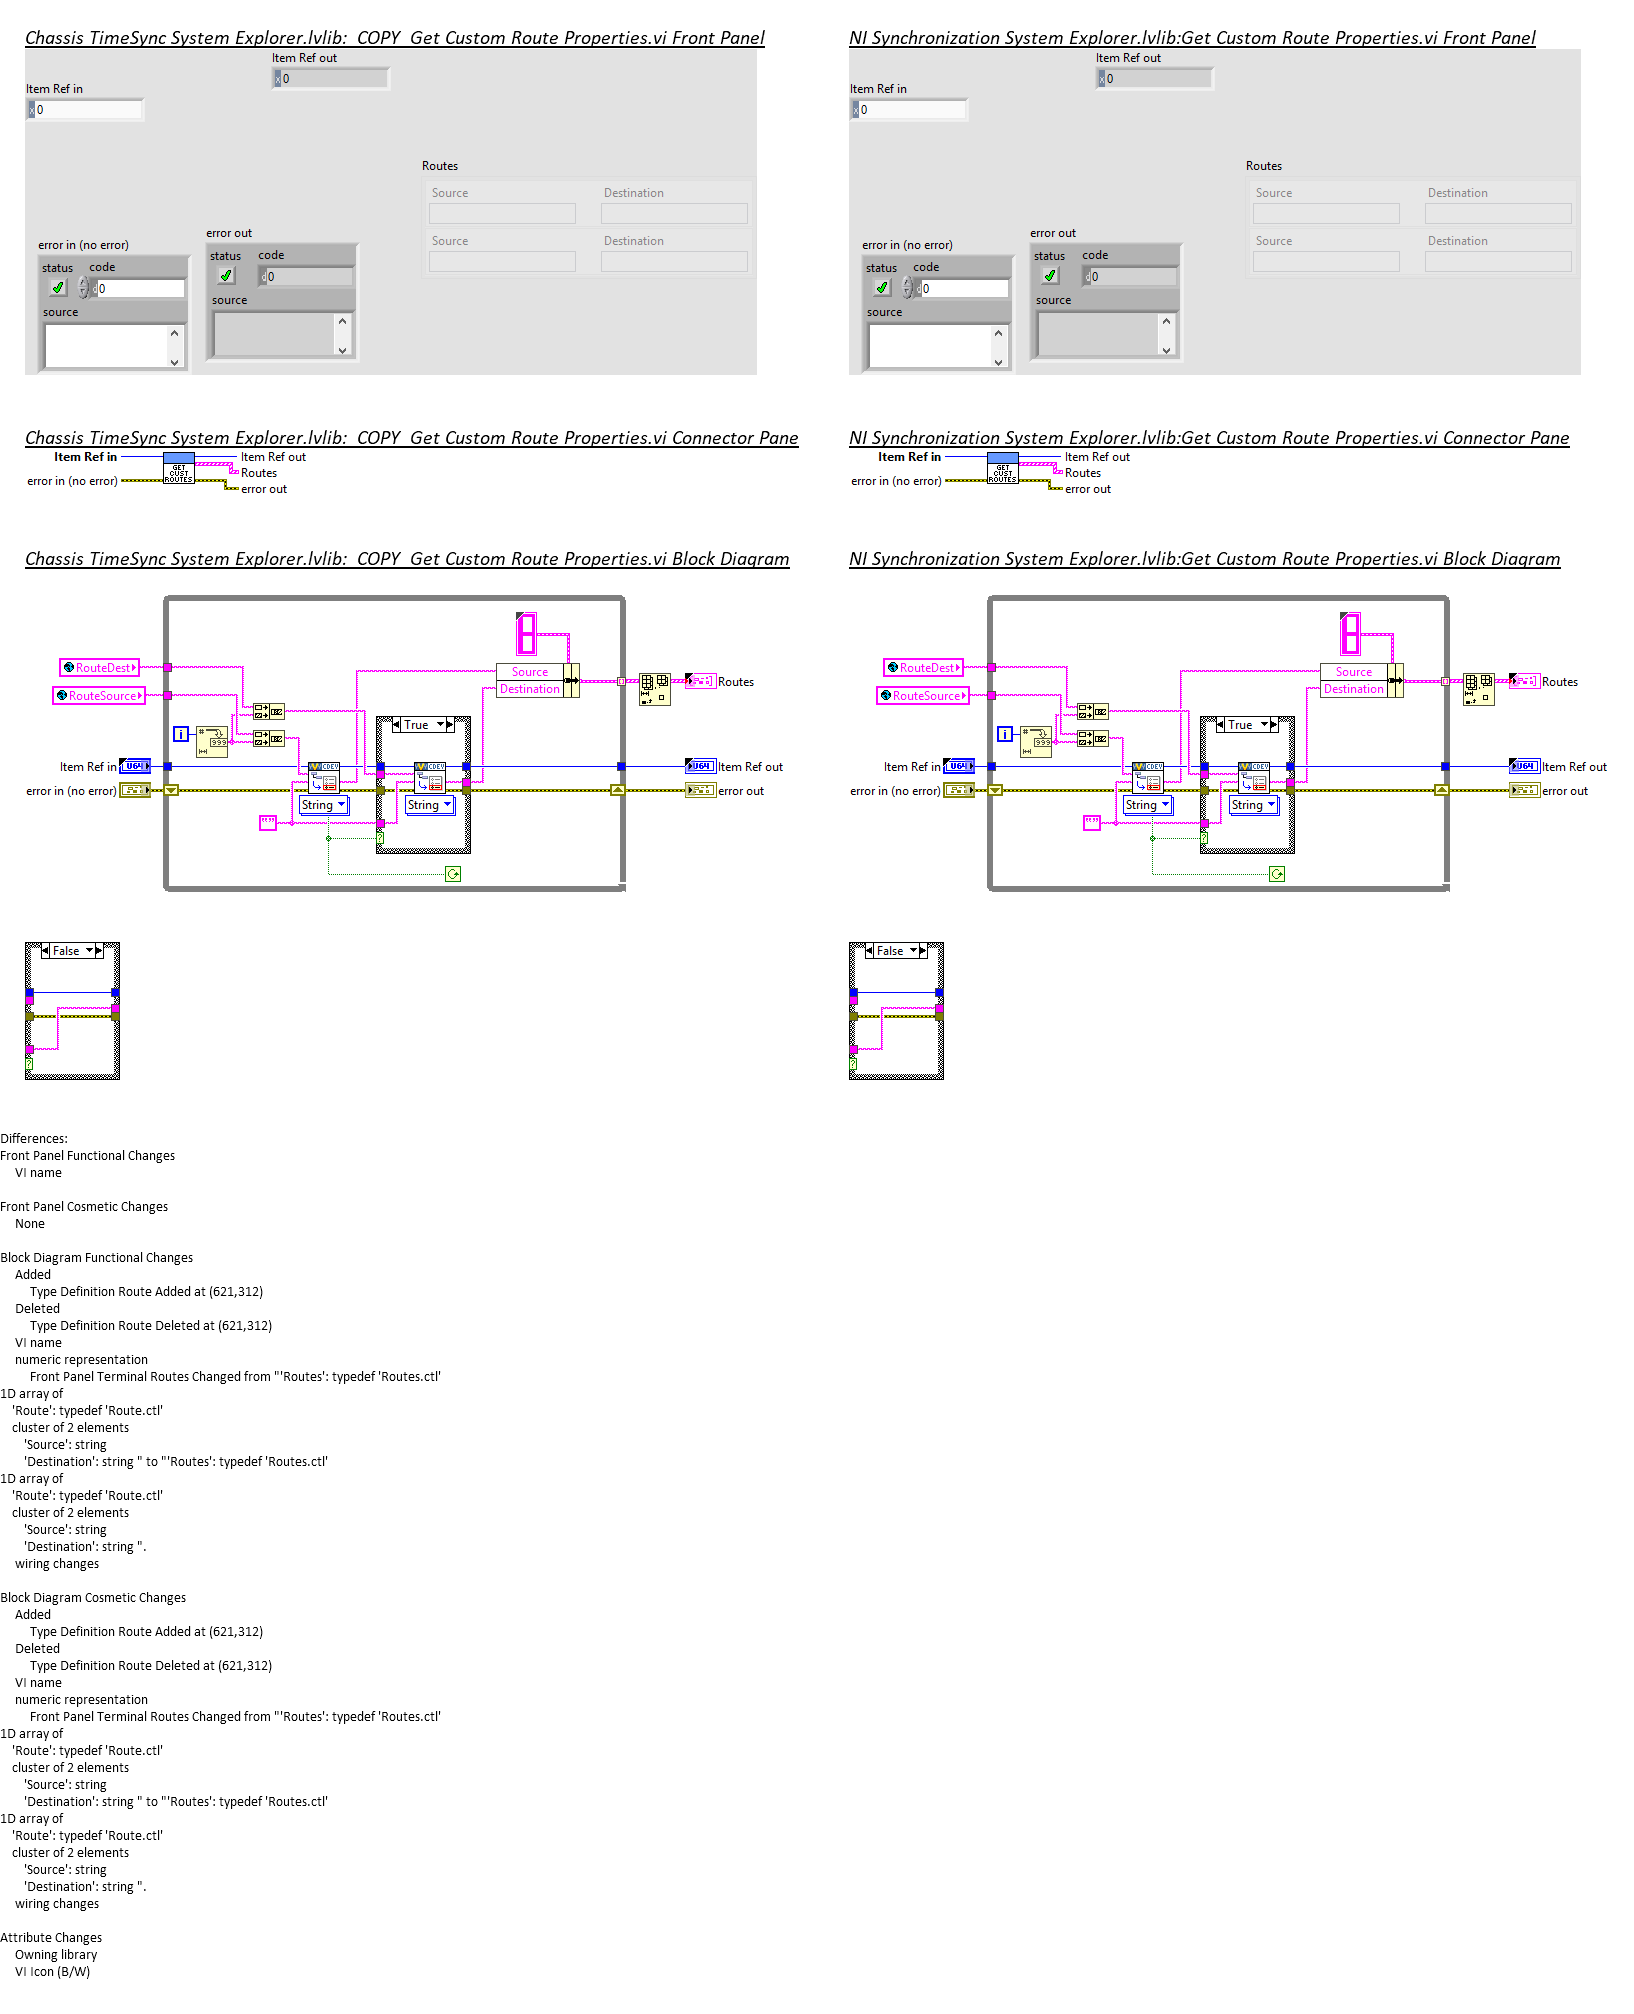 Chassis TimeSync System Explorer.lvlib:  COPY  Get Custom Route Properties.vi Front Panel
Item Ref out
x 0
Item Ref in
x 0
Routes
Source Destination
Source Destination
error in (no error)
status code
d 0
source
error out
status code
d 0
source
NI Synchronization System Explorer.lvlib:Get Custom Route Properties.vi Front Panel
Item Ref out
x 0
Item Ref in
x 0
Routes
Source Destination
Source Destination
error in (no error)
status code
d 0
source
error out
status code
d 0
source
Chassis TimeSync System Explorer.lvlib:  COPY  Get Custom Route Properties.vi Connector Pane
Item Ref in
error in (no error)
GET
CUST
ROUTES
Item Ref out
Routes
error out
NI Synchronization System Explorer.lvlib:Get Custom Route Properties.vi Connector Pane
Item Ref in
error in (no error)
GET
CUST
ROUTES
Item Ref out
Routes
error out
Chassis TimeSync System Explorer.lvlib:  COPY  Get Custom Route Properties.vi Block Diagram
RouteDest
RouteSource
Source
Destination
Routes
i
# 999
True
Item Ref in U64
CDEV CDEV
U64 Item Ref out
error in (no error)
error out
String String
""
?
NI Synchronization System Explorer.lvlib:Get Custom Route Properties.vi Block Diagram
RouteDest
RouteSource
Source
Destination
Routes
i
# 999
True
Item Ref in U64
CDEV CDEV
U64 Item Ref out
error in (no error)
error out
String String
""
?
False
?
False
?
Differences:
Front Panel Functional Changes
VI name
Front Panel Cosmetic Changes
None
Block Diagram Functional Changes
Added
Type Definition Route Added at (621,312)
Deleted
Type Definition Route Deleted at (621,312)
VI name
numeric representation
Front Panel Terminal Routes Changed from "'Routes': typedef 'Routes.ctl'
1D array of
'Route': typedef 'Route.ctl'
cluster of 2 elements
'Source': string
'Destination': string " to "'Routes': typedef 'Routes.ctl'
1D array of
'Route': typedef 'Route.ctl'
cluster of 2 elements
'Source': string
'Destination': string ".
wiring changes
Block Diagram Cosmetic Changes
Added
Type Definition Route Added at (621,312)
Deleted
Type Definition Route Deleted at (621,312)
VI name
numeric representation
Front Panel Terminal Routes Changed from "'Routes': typedef 'Routes.ctl'
1D array of
'Route': typedef 'Route.ctl'
cluster of 2 elements
'Source': string
'Destination': string " to "'Routes': typedef 'Routes.ctl'
1D array of
'Route': typedef 'Route.ctl'
cluster of 2 elements
'Source': string
'Destination': string ".
wiring changes
Attribute Changes
Owning library
VI Icon (B/W)